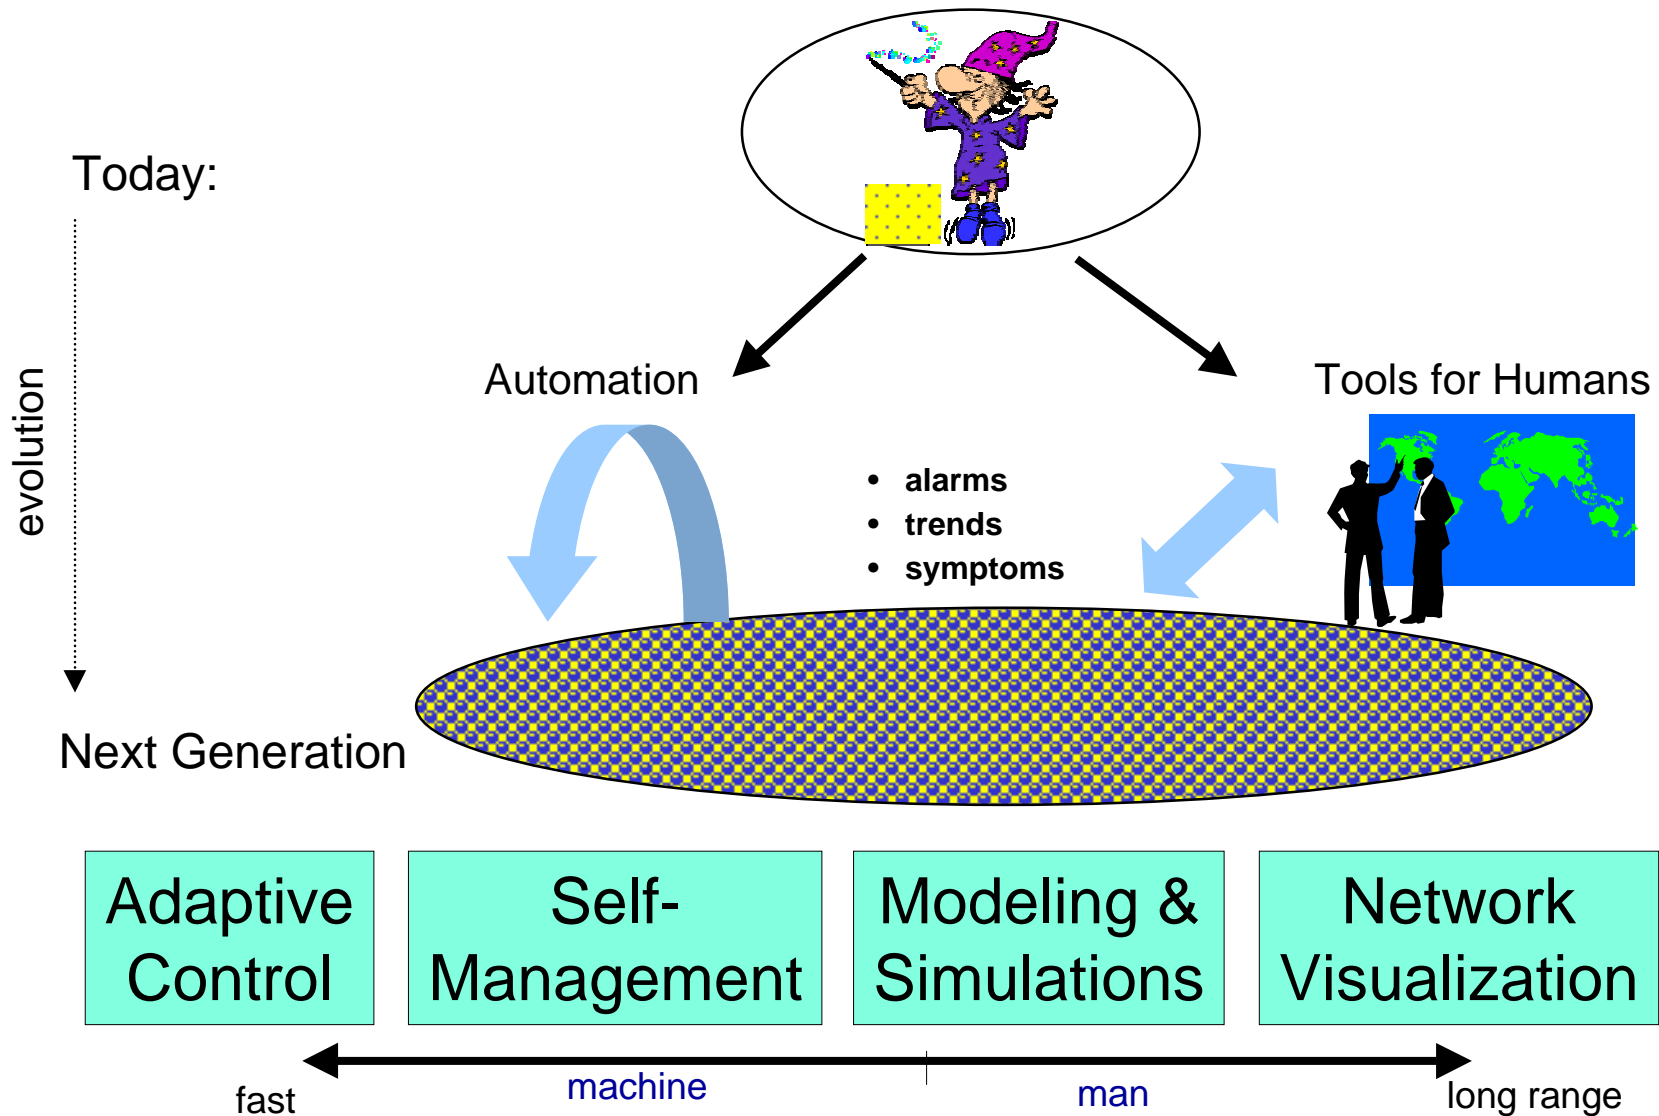 Today:
evolution
Automation
Tools for Humans
• alarms
• trends
• symptoms
Next Generation
Adaptive
Control
Self-
Management
Modeling &
Simulations
Network
Visualization
fast
machine
man
long range